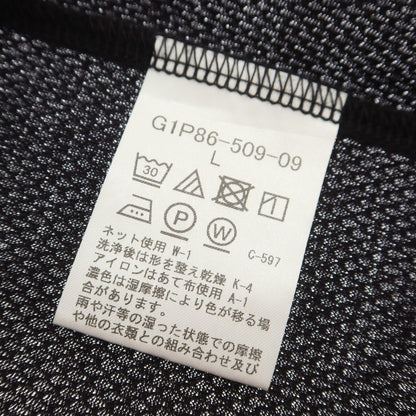 G1P86-509-09
L
30
P W
ネット使用 W-1 C-597
洗浄後は形を整え乾燥 K-4
アイロンはあて布使用 A-1
濃色は湿摩擦により色が移る場
合があります。
雨や汗等の湿った状態での摩擦
や他の衣類との組み合わせ及び